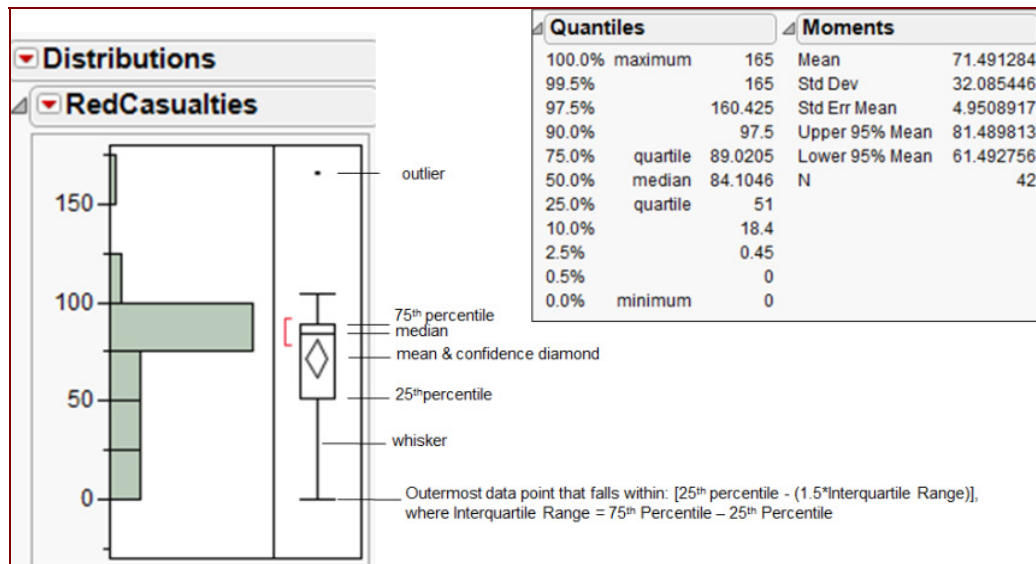 Distributions
RedCasualties
150
100
50
0
outlier
75th percentile
median
mean & confidence diamond
25thpercentile
whisker
Outermost data point that falls within: [25th percentile - (1.5*Interquartile Range)],
where Interquartile Range = 75th Percentile – 25th Percentile
Quantiles
100.0% maximum 165
99.5% 165
97.5% 160.425
90.0% 97.5
75.0% quartile 89.0205
50.0% median 84.1046
25.0% quartile 51
10.0% 18.4
2.5% 0.45
0.5% 0
0.0% minimum 0
Moments
Mean 71.491284
Std Dev 32.085446
Std Err Mean 4.9508917
Upper 95% Mean 81.489813
Lower 95% Mean 61.492756
N 42